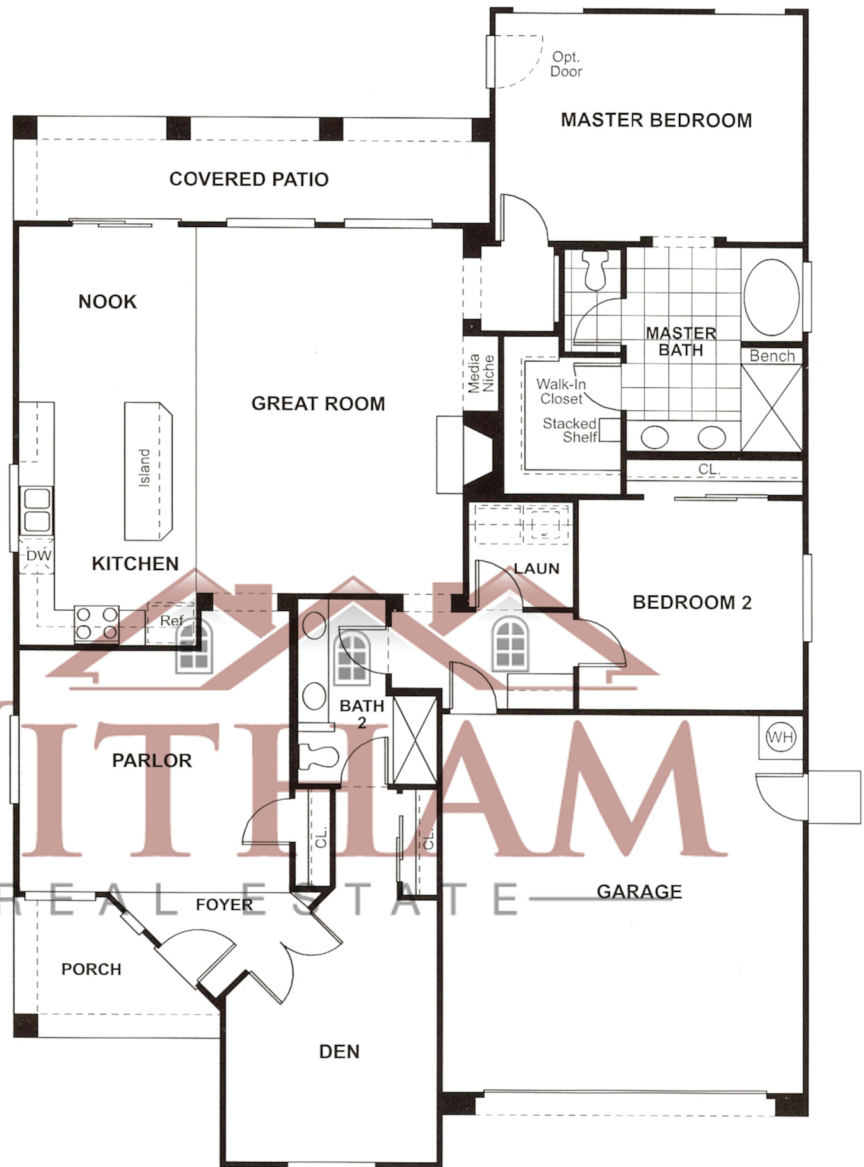 Opt.
Door
MASTER BEDROOM
COVERED PATIO
NOOK
MASTER
BATH
Media
Niche
Bench
Walk-In
Closet
GREAT ROOM
Stacked
Shelf
Island
CL.
DW
KITCHEN
LAUN
BEDROOM 2
Ref
BATH
2
WH
PARLOR
ITHAM
CL.
CL.
GARAGE
FOYER
REAL ESTATE
PORCH
DEN